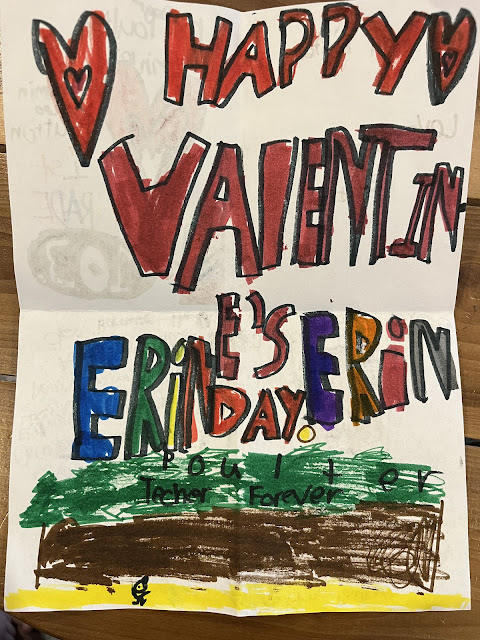 HAPPY
VALENTIN
E'S
ERiN DAY. ERiN
Poulter
Techer Forever